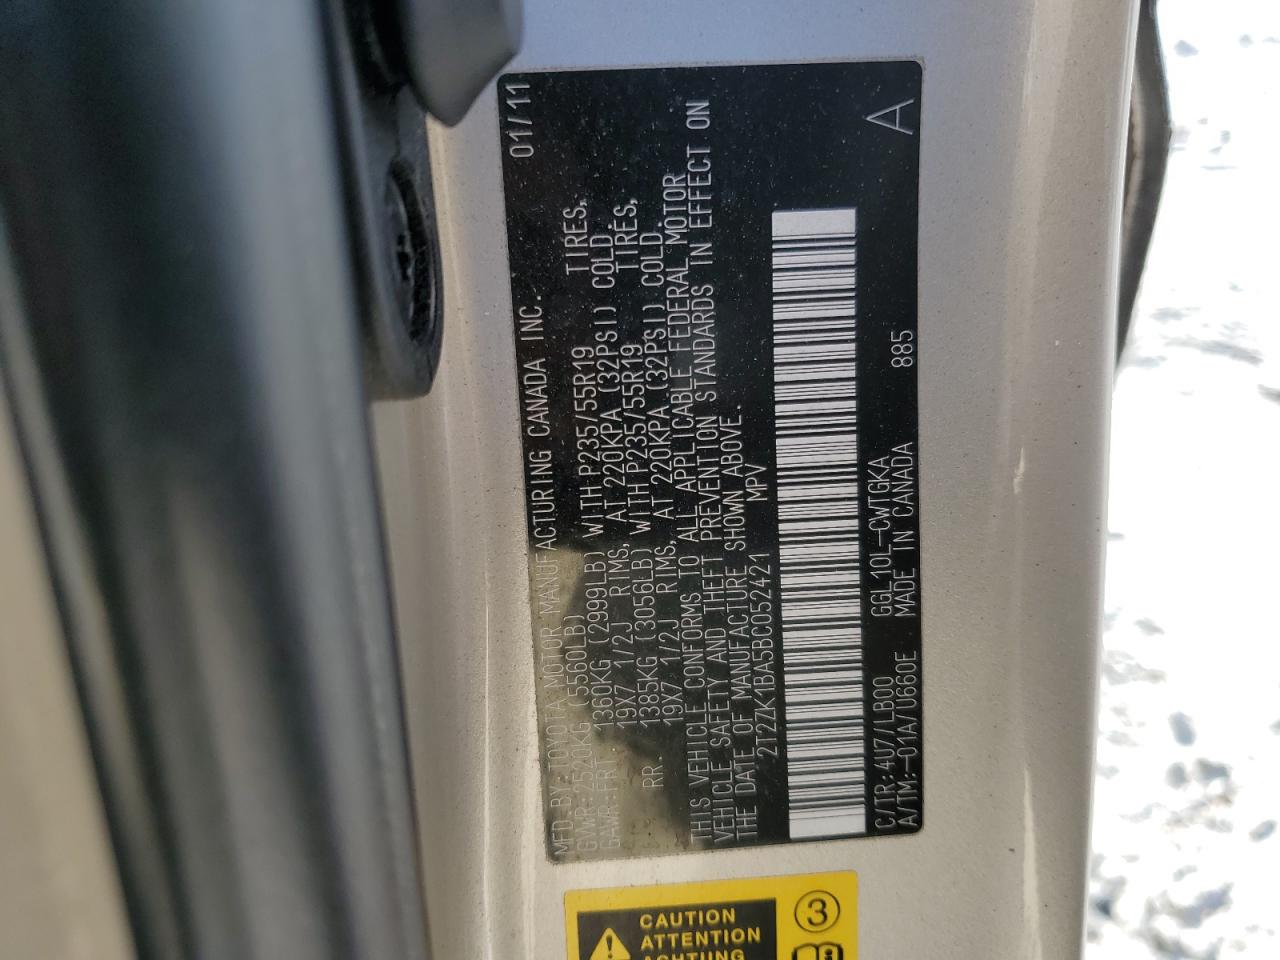 MFD.BY:TOYOTA MOTOR MANUFACTURING CANADA INC. 01/11
GVWR:2520KG (5560LB)
GAWR:FRT. 1360KG (2999LB) WITH P235/55R19 TIRES,
19X7 1/2J RIMS, AT 220KPA (32PSI) COLD.
RR. 1385KG (3056LB) WITH P235/55R19 TIRES,
19X7 1/2J RIMS, AT 220KPA (32PSI) COLD.
THIS VEHICLE CONFORMS TO ALL APPLICABLE FEDERAL MOTOR
VEHICLE SAFETY AND THEFT PREVENTION STANDARDS IN EFFECT ON
THE DATE OF MANUFACTURE SHOWN ABOVE.
2T2ZK1BA5BC052421 MPV
C/TR:4U7/LB00 GGL10L-CWTGKA
A/TM:-01A/U660E MADE IN CANADA 885 A
CAUTION
ATTENTION
ACHTUNG
3